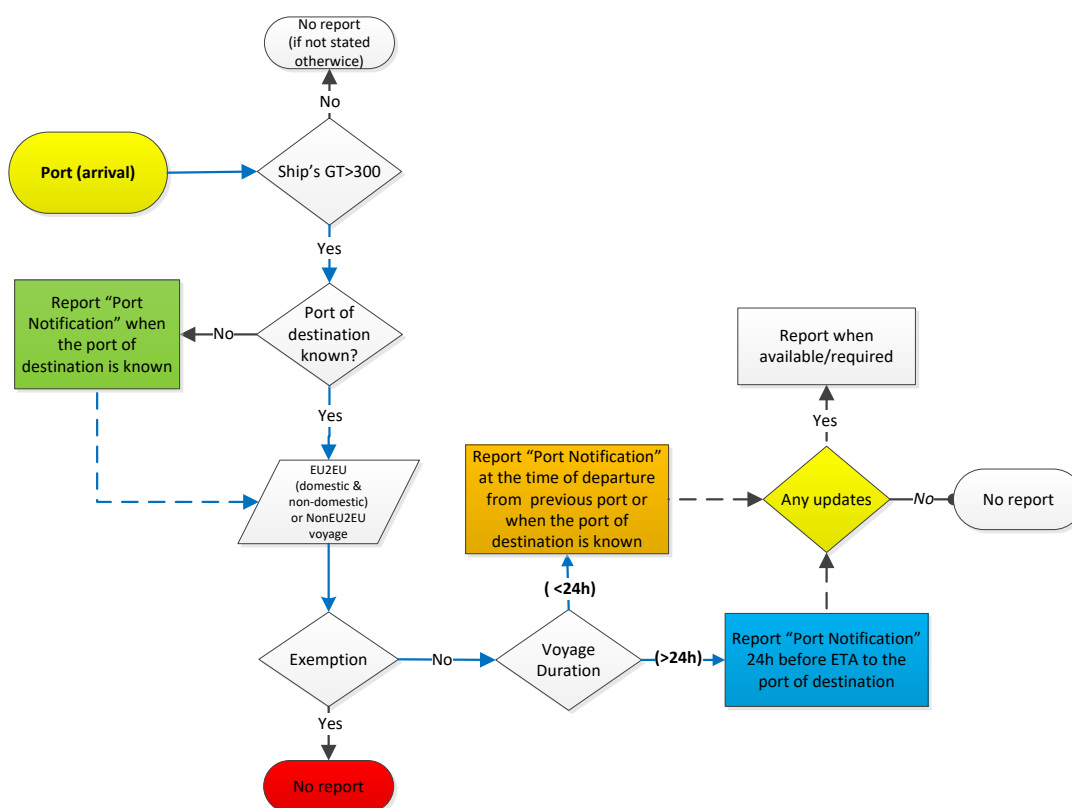 No report
(if not stated
otherwice)
No
Port (arrival)
Ship's GT>300
Yes
Report “Port
Notification” when
the port of
destination is known
No
Port of
destination
known?
Report when
available/required
Yes
Yes
EU2EU
(domestic &
non-domestic)
or NonEU2EU
voyage
Report “Port Notification”
at the time of departure
from previous port or
when the port of
destination is known
Any updates
No
No report
( <24h)
Exemption
No
Voyage
Duration
(>24h)
Report “Port Notification”
24h before ETA to the
port of destination
Yes
No report